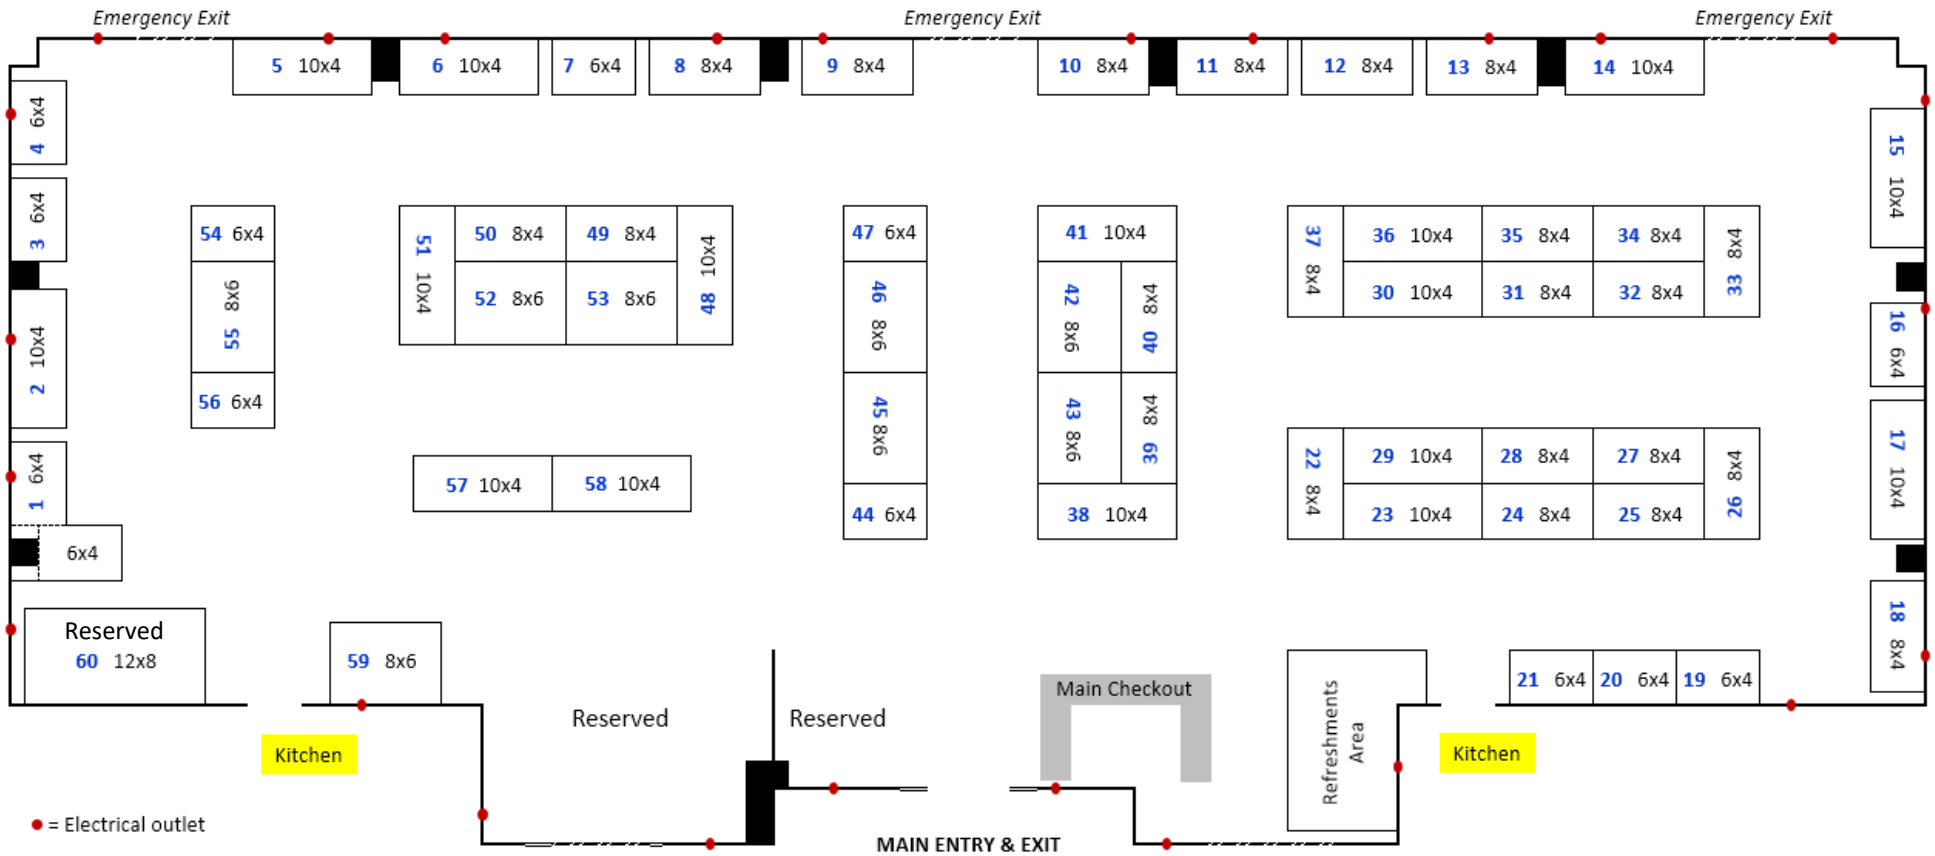 Emergency Exit Emergency Exit Emergency Exit
5 10x4
6 10x4
7 6x4
8 8x4
9 8x4
10 8x4
11 8x4
12 8x4
13 8x4
14 10x4
4 6x4
3 6x4
2 10x4
1 6x4
6x4
15 10x4
16 6x4
17 10x4
18 8x4
54 6x4
55 8x6
56 6x4
51 10x4
50 8x4
49 8x4
52 8x6
53 8x6
48 10x4
57 10x4
58 10x4
47 6x4
46 8x6
45 8x6
44 6x4
41 10x4
42 8x6
40 8x4
43 8x6
39 8x4
38 10x4
37 8x4
36 10x4
35 8x4
34 8x4
30 10x4
31 8x4
32 8x4
33 8x4
22 8x4
29 10x4
28 8x4
27 8x4
23 10x4
24 8x4
25 8x4
26 8x4
Reserved
60 12x8
59 8x6
Reserved
Reserved
Main Checkout
Refreshments
Area
21 6x4
20 6x4
19 6x4
Kitchen
Kitchen
= Electrical outlet
MAIN ENTRY & EXIT